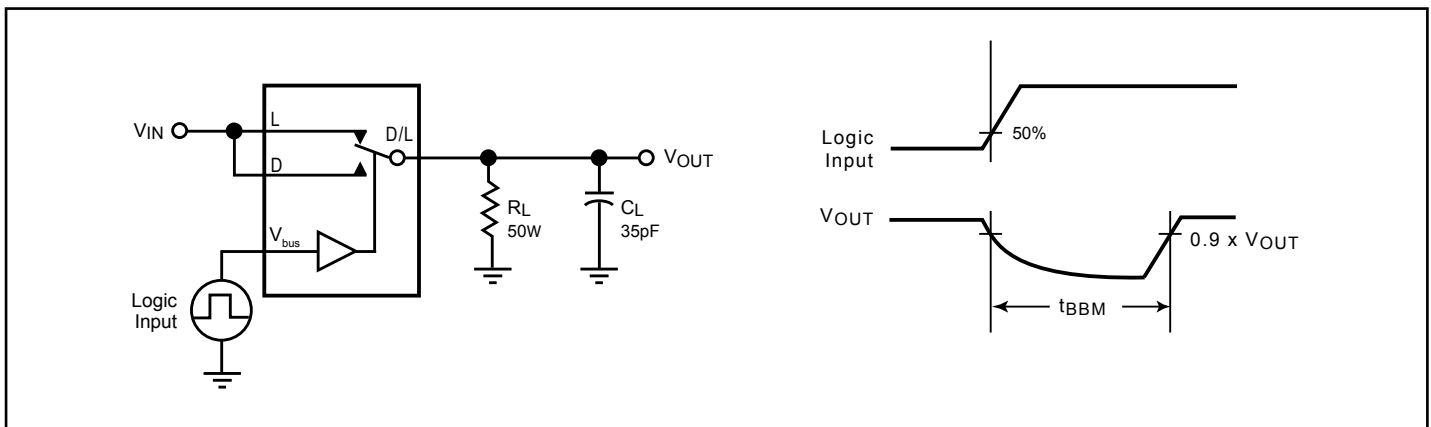 VIN
L
D/L
D
Vbus
Logic
Input
RL
50W
CL
35pF
VOUT
Logic
Input
50%
VOUT
0.9 x VOUT
tBBM